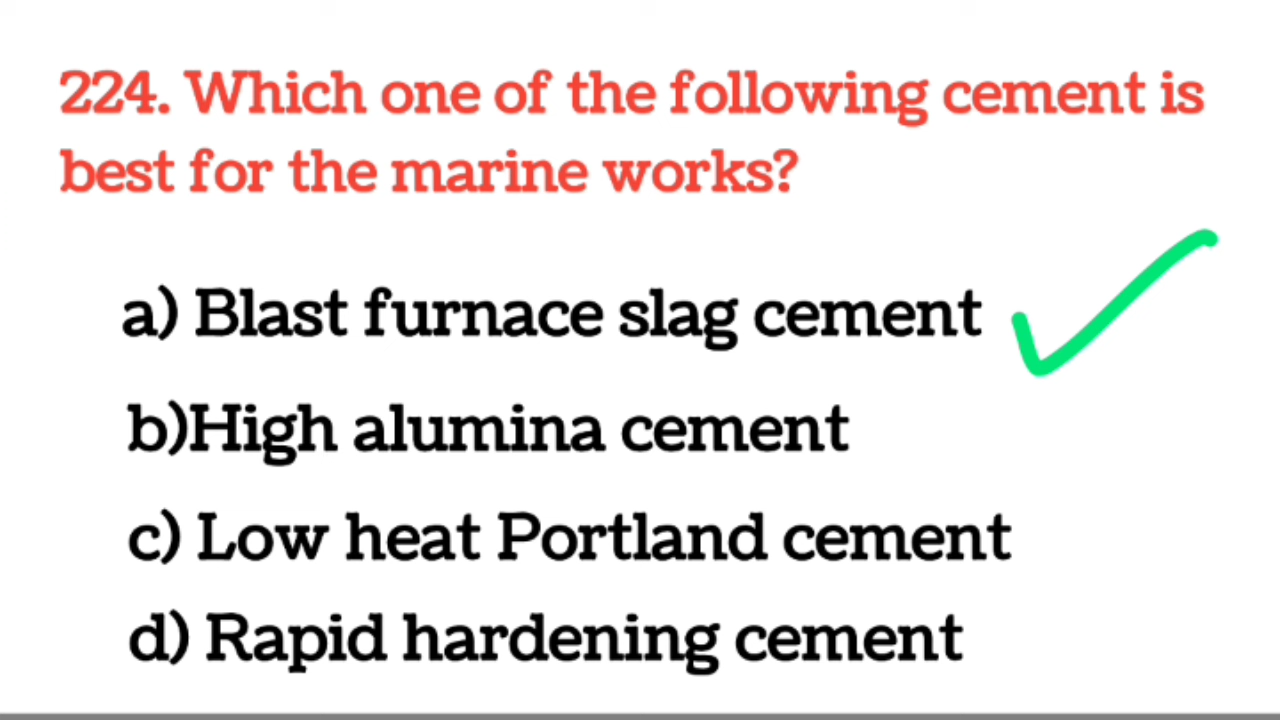 224. Which one of the following cement is
best for the marine works?
a) Blast furnace slag cement
b)High alumina cement
c) Low heat Portland cement
d) Rapid hardening cement